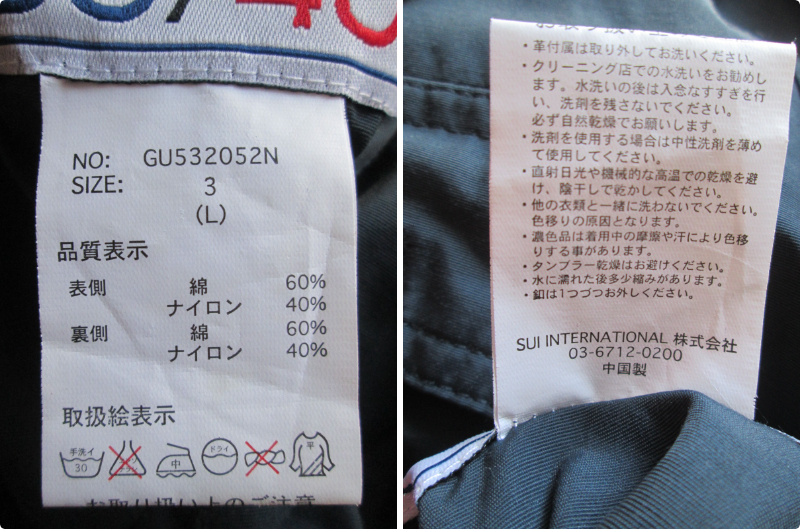 NO: GU532052N
SIZE: 3
(L)
品質表示
表側 綿 60%
ナイロン 40%
裏側 綿 60%
ナイロン 40%
取扱絵表示
手洗イ 30
中
ドライ
平
お取り扱い上のご注意
・革付属は取り外してお洗いください。
・クリーニング店での水洗いをお勧めし
ます。水洗いの後は入念なすすぎを行
い、洗剤を残さないでください。
必ず自然乾燥でお願いします。
・洗剤を使用する場合は中性洗剤を薄め
て使用してください。
・直射日光や機械的な高温での乾燥を避
け、陰干しで乾かしてください。
・他の衣類と一緒に洗わないでください。
色移りの原因となります。
・濃色品は着用中の摩擦や汗により色移
りする事があります。
・タンブラー乾燥はお避けください。
・水に濡れた後多少縮みがあります。
・釦は1つづつお外しください。
SUI INTERNATIONAL 株式会社
03-6712-0200
中国製